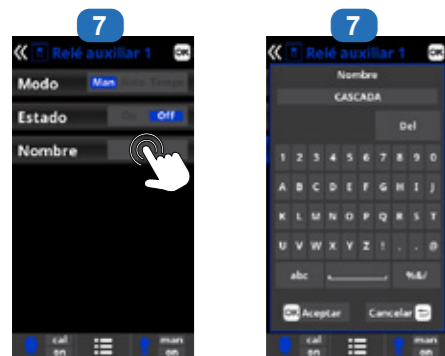 7
« Relé auxiliar 1 OK
Modo Man Auto Tempo
Estado On Off
Nombre
cal on man on
7
« Relé auxiliar 1 OK
Nombre
CASCADA
Del
1 2 3 4 5 6 7 8 9 0
A B C D E F G H I J
K L M N O P Q R S T
U V W X Y Z ! . . @
abc %&/
OK Aceptar Cancelar
cal on man on